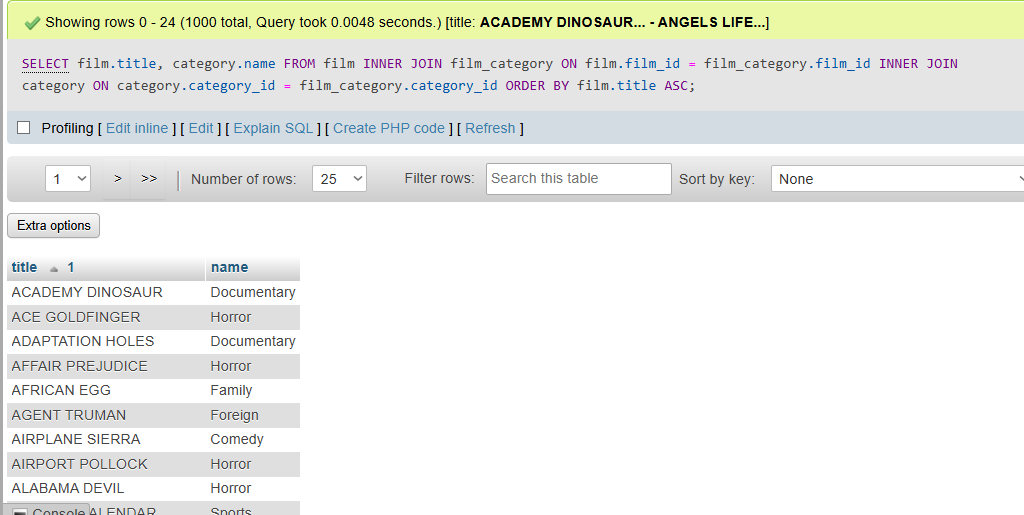 Showing rows 0 - 24 (1000 total, Query took 0.0048 seconds.) [title: ACADEMY DINOSAUR... - ANGELS LIFE...]
SELECT film.title, category.name FROM film INNER JOIN film_category ON film.film_id = film_category.film_id INNER JOIN
category ON category.category_id = film_category.category_id ORDER BY film.title ASC;
Profiling [ Edit inline ] [ Edit ] [ Explain SQL ] [ Create PHP code ] [ Refresh ]
1 > >> | Number of rows: 25 Filter rows: Search this table Sort by key: None
Extra options
title 1 name
ACADEMY DINOSAUR Documentary
ACE GOLDFINGER Horror
ADAPTATION HOLES Documentary
AFFAIR PREJUDICE Horror
AFRICAN EGG Family
AGENT TRUMAN Foreign
AIRPLANE SIERRA Comedy
AIRPORT POLLOCK Horror
ALABAMA DEVIL Horror
Console ALENDAR Sports